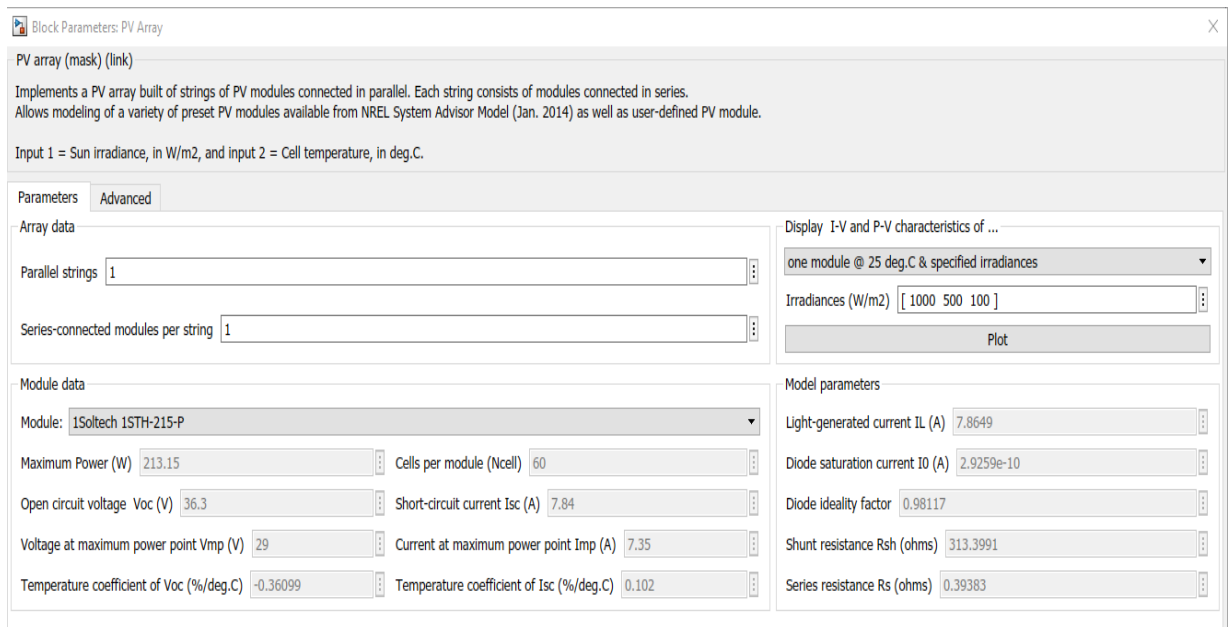 Block Parameters: PV Array
PV array (mask) (link)
Implements a PV array built of strings of PV modules connected in parallel. Each string consists of modules connected in series.
Allows modeling of a variety of preset PV modules available from NREL System Advisor Model (Jan. 2014) as well as user-defined PV module.
Input 1 = Sun irradiance, in W/m2, and input 2 = Cell temperature, in deg.C.
Parameters Advanced
Array data
Parallel strings 1
Series-connected modules per string 1
Display I-V and P-V characteristics of ...
one module @ 25 deg.C & specified irradiances
Irradiances (W/m2) [ 1000 500 100 ]
Plot
Module data
Module: 1Soltech 1STH-215-P
Maximum Power (W) 213.15 Cells per module (Ncell) 60
Open circuit voltage Voc (V) 36.3 Short-circuit current Isc (A) 7.84
Voltage at maximum power point Vmp (V) 29 Current at maximum power point Imp (A) 7.35
Temperature coefficient of Voc (%/deg.C) -0.36099 Temperature coefficient of Isc (%/deg.C) 0.102
Model parameters
Light-generated current IL (A) 7.8649
Diode saturation current I0 (A) 2.9259e-10
Diode ideality factor 0.98117
Shunt resistance Rsh (ohms) 313.3991
Series resistance Rs (ohms) 0.39383